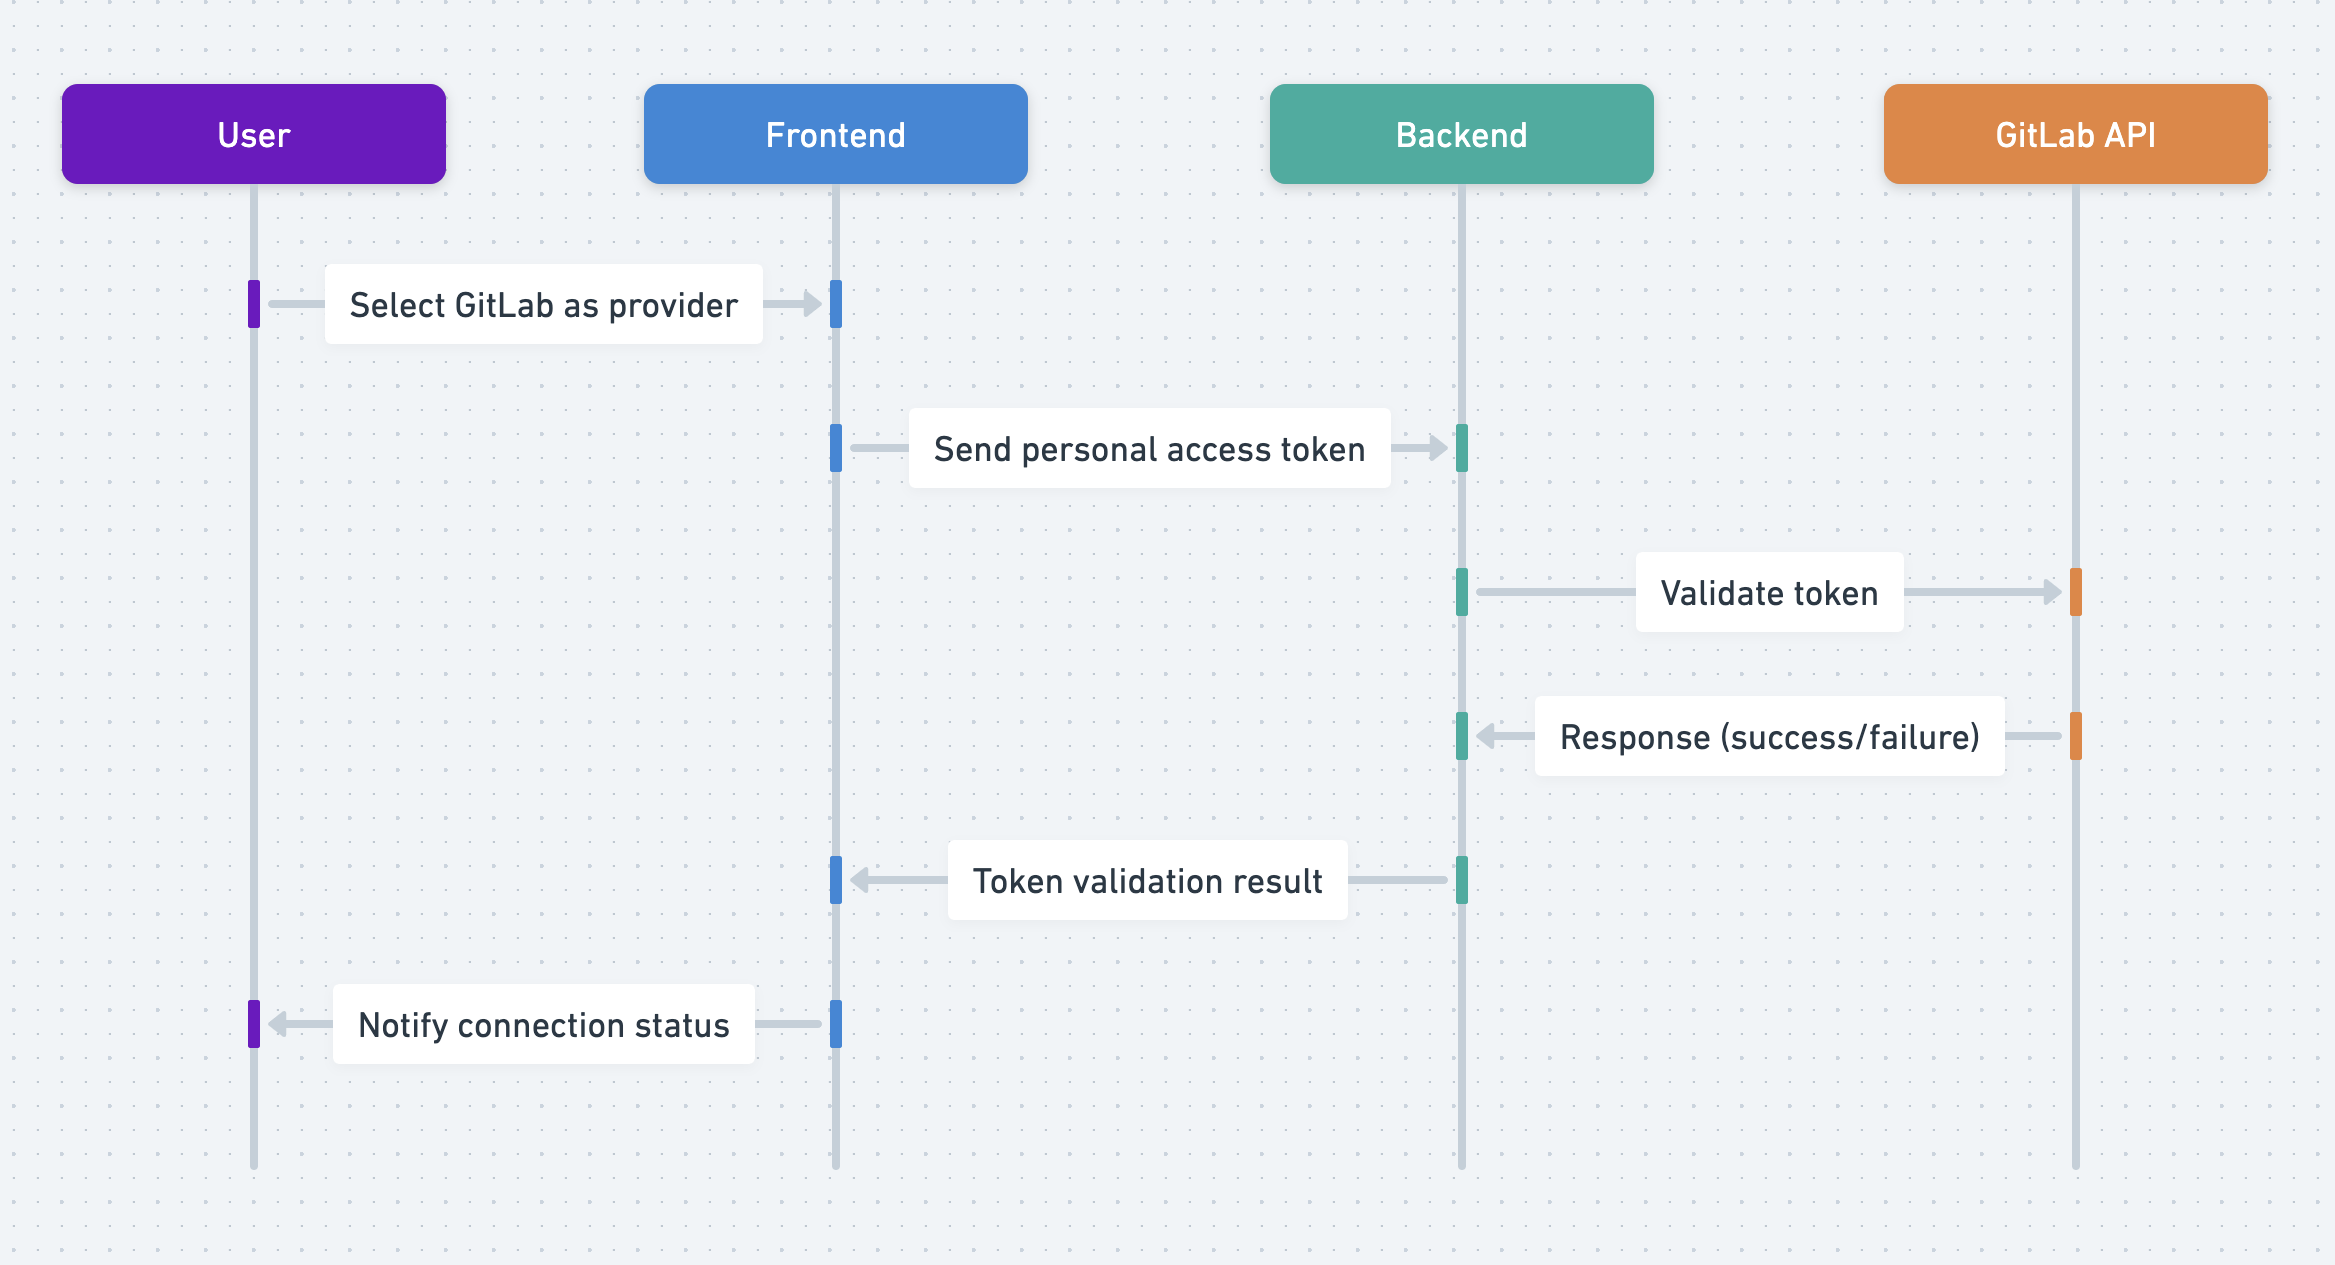 User
Frontend
Backend
GitLab API
Select GitLab as provider
Send personal access token
Validate token
Response (success/failure)
Token validation result
Notify connection status